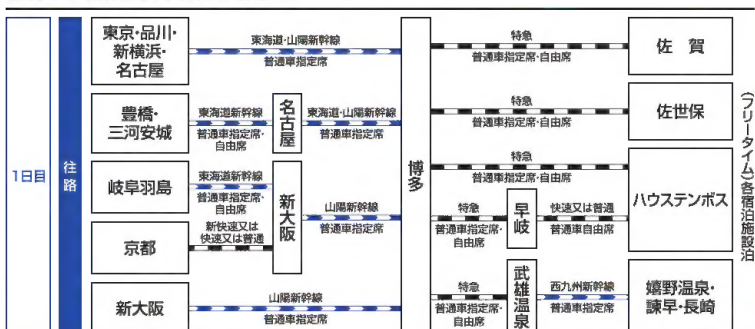 1日目
往路
東京・品川・
新横浜・
名古屋
東海道・山陽新幹線
普通車指定席
豊橋・
三河安城
東海道新幹線
普通車指定席・
自由席
名古屋
東海道・山陽新幹線
普通車指定席
岐阜羽島
東海道新幹線
普通車指定席・
自由席
京都
新快速又は
快速又は普通
新大阪
山陽新幹線
普通車指定席
新大阪
山陽新幹線
普通車指定席
博多
特急
普通車指定席・自由席
佐賀
特急
普通車指定席・自由席
佐世保
特急
普通車指定席・自由席
特急
普通車指定席・
自由席
早岐
快速又は普通
普通車自由席
ハウステンボス
特急
普通車指定席・
自由席
武雄温泉
西九州新幹線
普通車指定席
嬉野温泉・
諫早・長崎
(フリータイム)各宿泊施設泊